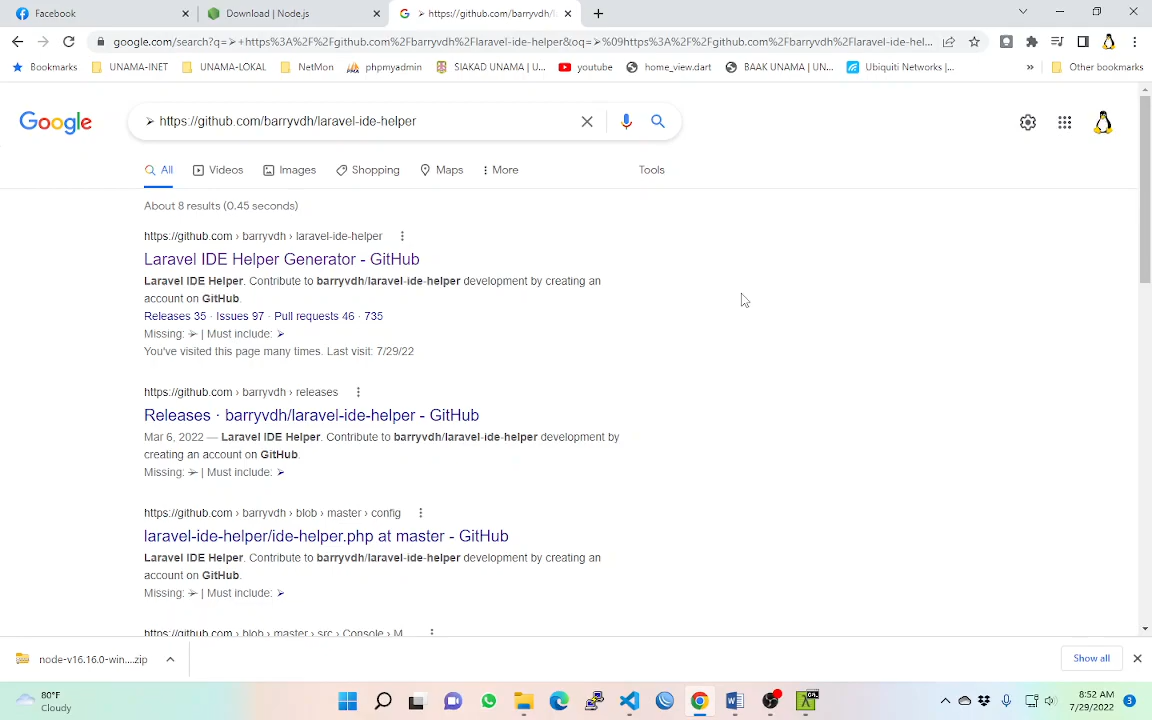 Facebook
Download | Node.js
➢ https://github.com/barryvdh/l
google.com/search?q=➢+https%3A%2F%2Fgithub.com%2Fbarryvdh%2Flaravel-ide-helper&oq=➢%09https%3A%2F%2Fgithub.com%2Fbarryvdh%2Flaravel-ide-hel...
Bookmarks
UNAMA-INET
UNAMA-LOKAL
NetMon
phpmyadmin
SIAKAD UNAMA | U...
youtube
home_view.dart
BAAK UNAMA | UN...
Ubiquiti Networks |...
»
Other bookmarks
Google
➢ https://github.com/barryvdh/laravel-ide-helper
All
Videos
Images
Shopping
Maps
More
Tools
About 8 results (0.45 seconds)
https://github.com › barryvdh › laravel-ide-helper
Laravel IDE Helper Generator - GitHub
Laravel IDE Helper. Contribute to barryvdh/laravel-ide-helper development by creating an
account on GitHub.
Releases 35 · Issues 97 · Pull requests 46 · 735
Missing: ➢ | Must include: ➢
You've visited this page many times. Last visit: 7/29/22
https://github.com › barryvdh › releases
Releases · barryvdh/laravel-ide-helper - GitHub
Mar 6, 2022 — Laravel IDE Helper. Contribute to barryvdh/laravel-ide-helper development by
creating an account on GitHub.
Missing: ➢ | Must include: ➢
https://github.com › barryvdh › blob › master › config
laravel-ide-helper/ide-helper.php at master - GitHub
Laravel IDE Helper. Contribute to barryvdh/laravel-ide-helper development by creating an
account on GitHub.
Missing: ➢ | Must include: ➢
https://github.com › blob › master › src › Console › M
node-v16.16.0-win....zip
Show all
80°F
Cloudy
8:52 AM
7/29/2022
3